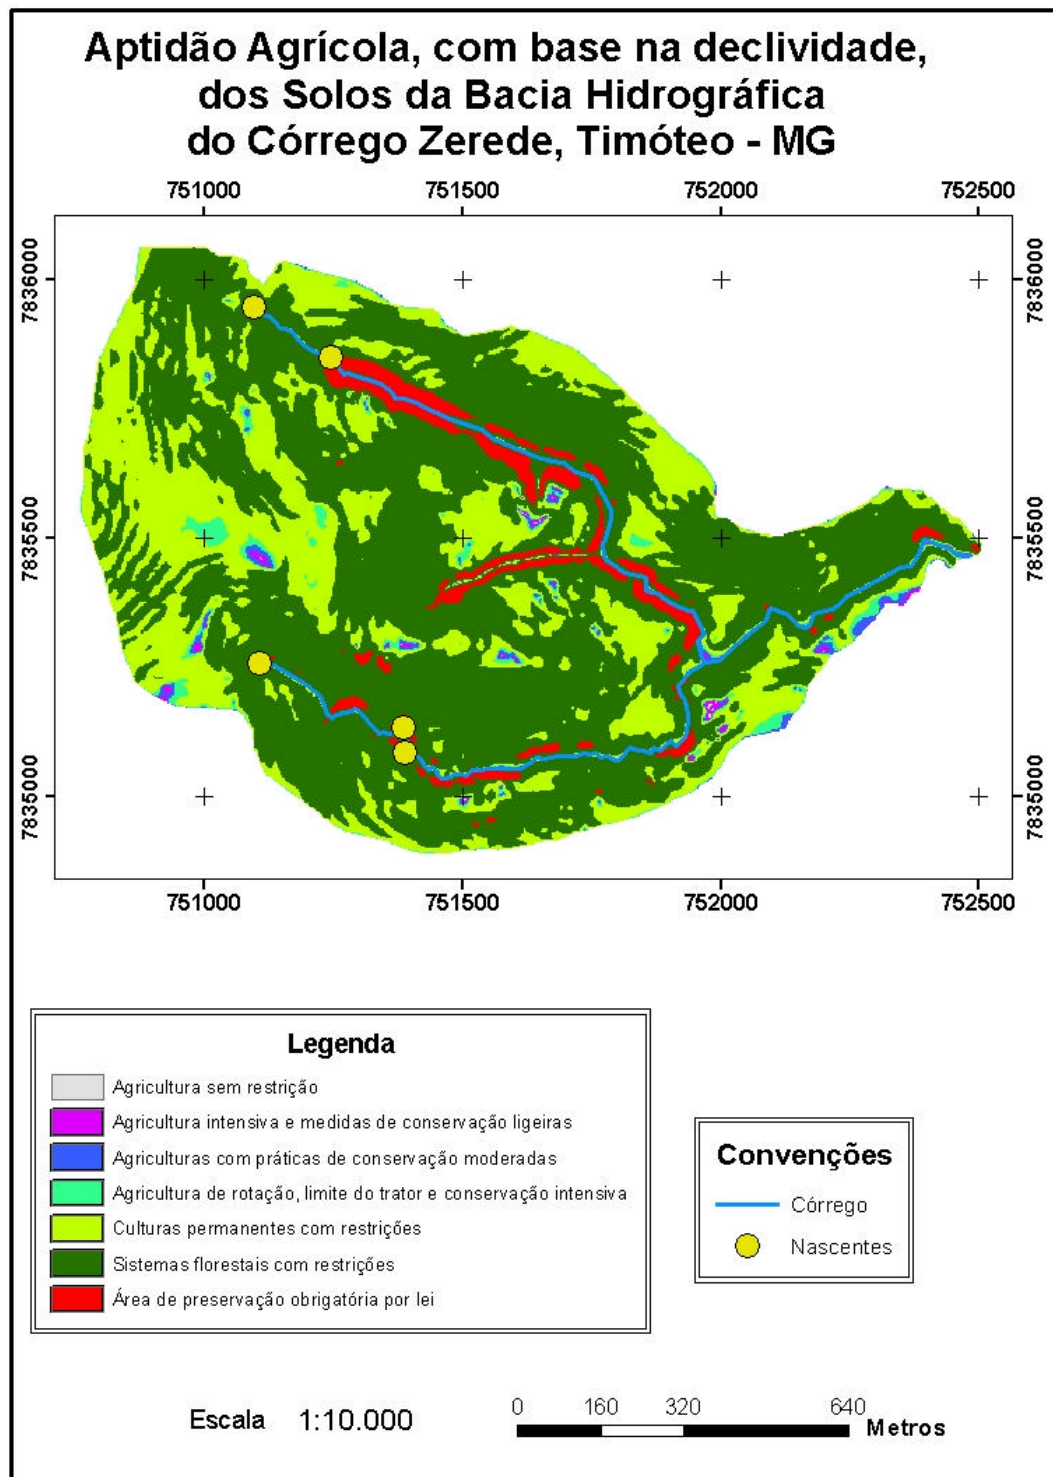 Aptidão Agrícola, com base na declividade,
dos Solos da Bacia Hidrográfica
do Córrego Zerede, Timóteo - MG
751000 751500 752000 752500
7836000 7836000
7835500 7835500
7835000 7835000
751000 751500 752000 752500
Legenda
Agricultura sem restrição
Agricultura intensiva e medidas de conservação ligeiras
Agriculturas com práticas de conservação moderadas
Agricultura de rotação, limite do trator e conservação intensiva
Culturas permanentes com restrições
Sistemas florestais com restrições
Área de preservação obrigatória por lei
Convenções
Córrego
Nascentes
Escala 1:10.000
0 160 320 640
Metros